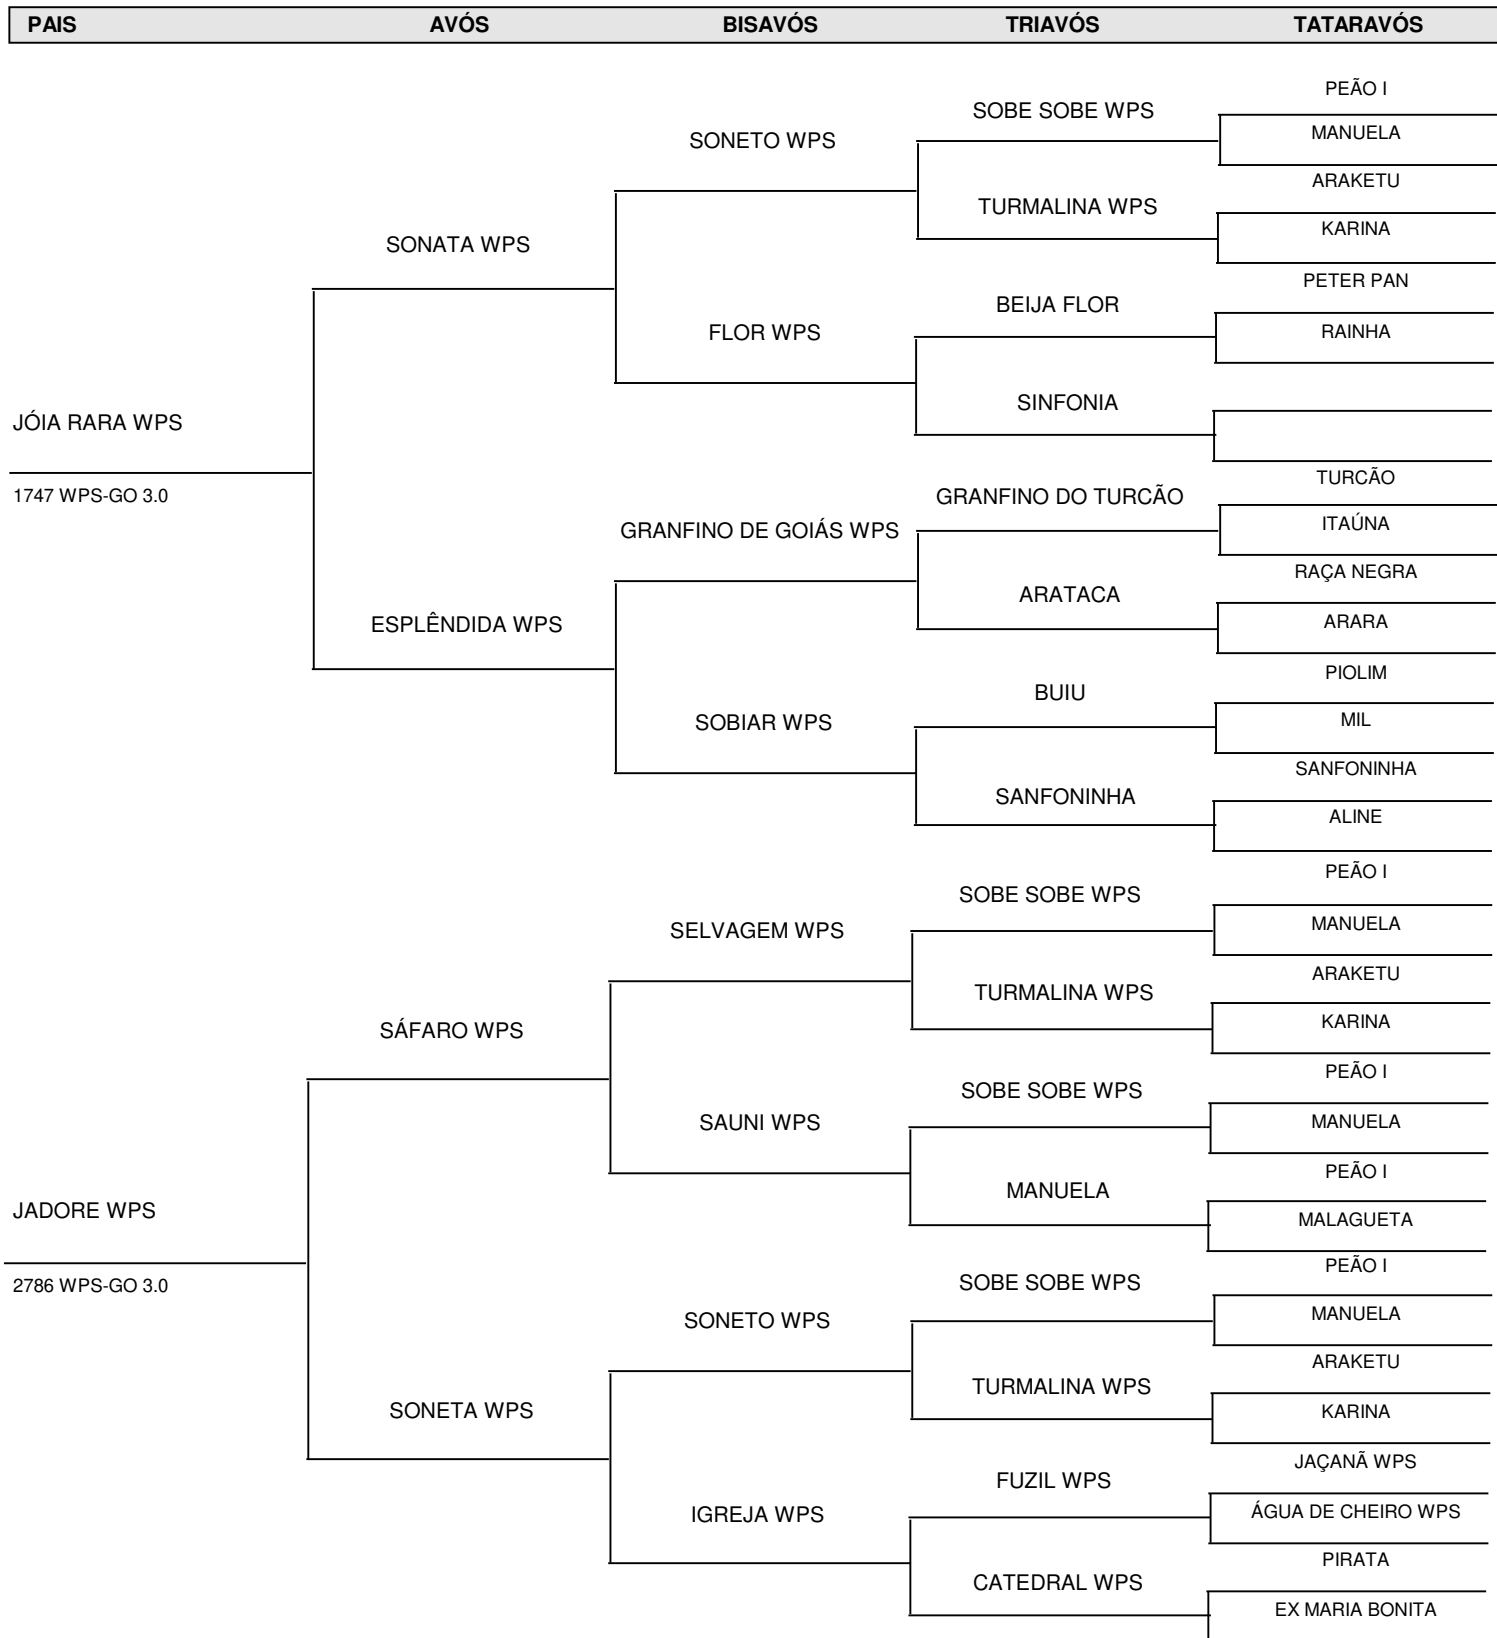 PAIS AVÓS BISAVÓS TRIAVÓS TATARAVÓS
PEÃO I
SOBE SOBE WPS
MANUELA
SONETO WPS
ARAKETU
TURMALINA WPS
KARINA
SONATA WPS
PETER PAN
BEIJA FLOR
FLOR WPS
RAINHA
SINFONIA
JÓIA RARA WPS
TURCÃO
1747 WPS-GO 3.0
GRANFINO DO TURCÃO
ITAÚNA
GRANFINO DE GOIÁS WPS
RAÇA NEGRA
ARATACA
ARARA
ESPLÊNDIDA WPS
PIOLIM
BUIU
MIL
SOBIAR WPS
SANFONINHA
SANFONINHA
ALINE
PEÃO I
SOBE SOBE WPS
MANUELA
SELVAGEM WPS
ARAKETU
TURMALINA WPS
KARINA
SÁFARO WPS
PEÃO I
SOBE SOBE WPS
MANUELA
SAUNI WPS
PEÃO I
MANUELA
JADORE WPS
MALAGUETA
PEÃO I
2786 WPS-GO 3.0
SOBE SOBE WPS
MANUELA
SONETO WPS
ARAKETU
TURMALINA WPS
KARINA
SONETA WPS
JAÇANÃ WPS
FUZIL WPS
ÁGUA DE CHEIRO WPS
IGREJA WPS
PIRATA
CATEDRAL WPS
EX MARIA BONITA